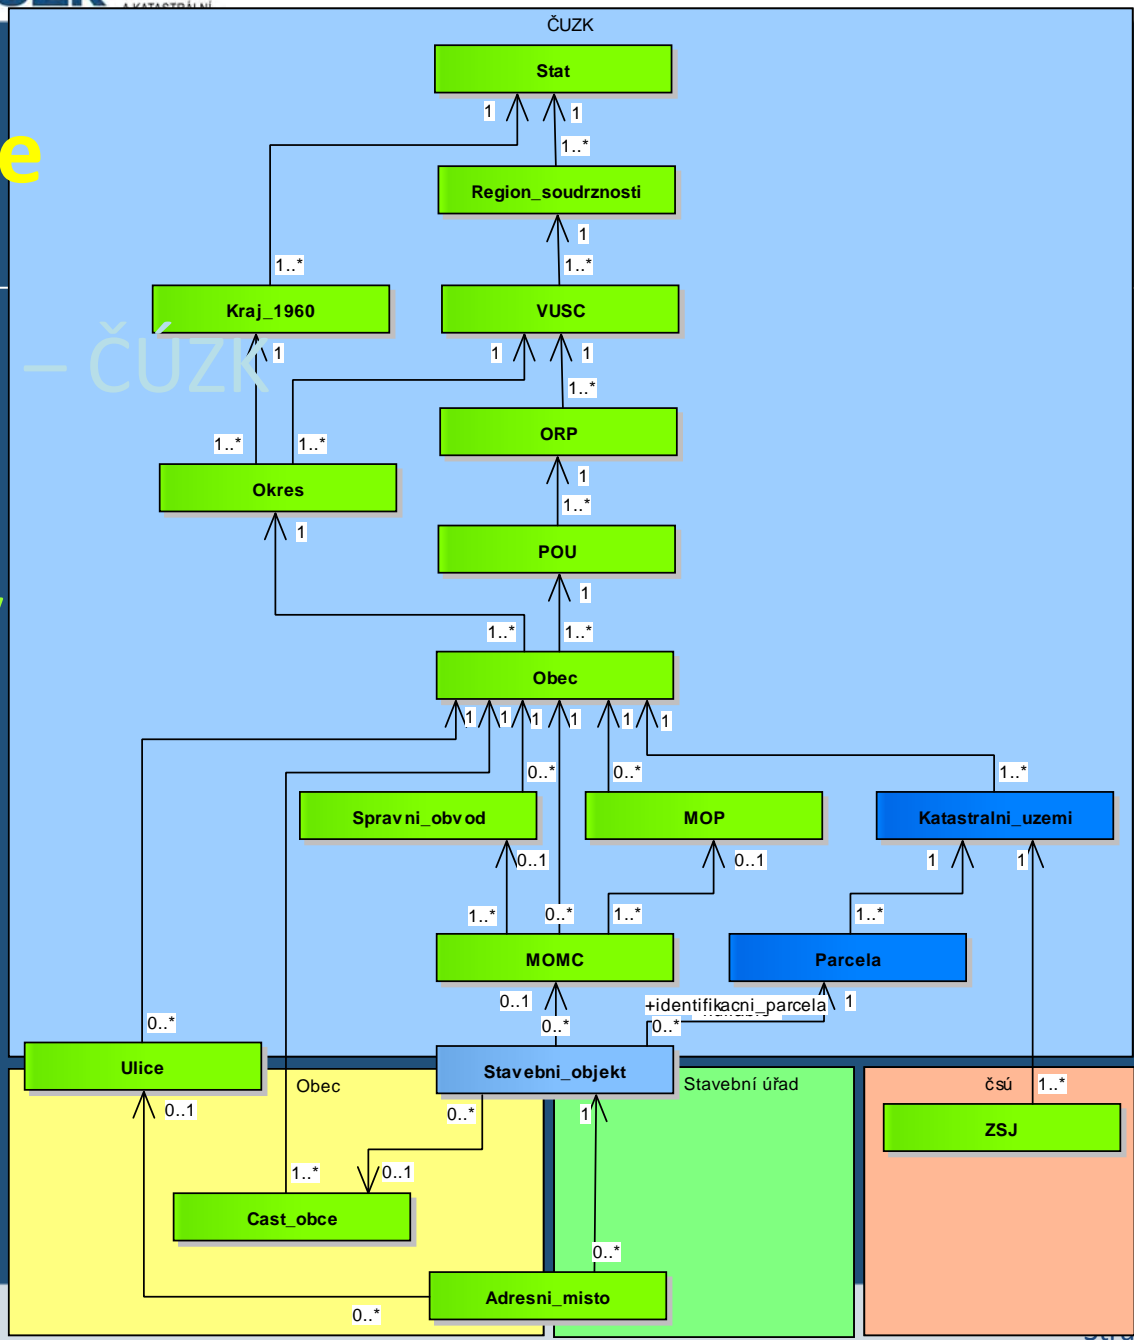 A KATASTRÁLNÍ
ČUZK
Stat
1
1
1..*
e
Region_soudrznosti
1
1..*
1..*
Kraj_1960
VUSC
– ČÚZK
1
1
1
1..*
1..*
1..*
ORP
1
Okres
1..*
1
POU
1
1..*
1..*
Obec
1
1
1
1
1
1
0..*
0..*
1..*
Spravni_obvod
MOP
Katastralni_uzemi
0..1
0..1
1
1
1..*
0..*
1..*
1..*
MOMC
Parcela
0..1
+identifikacni_parcela
1
0..*
0..*
0..*
Ulice
Stavebni_objekt
Obec
Stavební úřad
čsú
0..1
0..*
1
1..*
ZSJ
1..*
0..1
Cast_obce
0..*
Adresni_misto
0..*